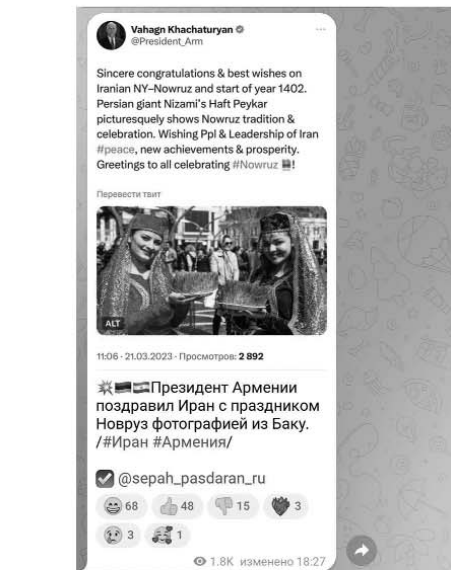 Vahagn Khachaturyan
@President_Arm
Sincere congratulations & best wishes on
Iranian NY–Nowruz and start of year 1402.
Persian giant Nizami's Haft Peykar
picturesquely shows Nowruz tradition &
celebration. Wishing Ppl & Leadership of Iran
#peace, new achievements & prosperity.
Greetings to all celebrating #Nowruz !
Перевести твит
ALT
11:06 · 21.03.2023 · Просмотров: 2 892
Президент Армении
поздравил Иран с праздником
Новруз фотографией из Баку.
/#Иран #Армения/
@sepah_pasdaran_ru
68 48 15 3
3 1
1.8K изменено 18:27